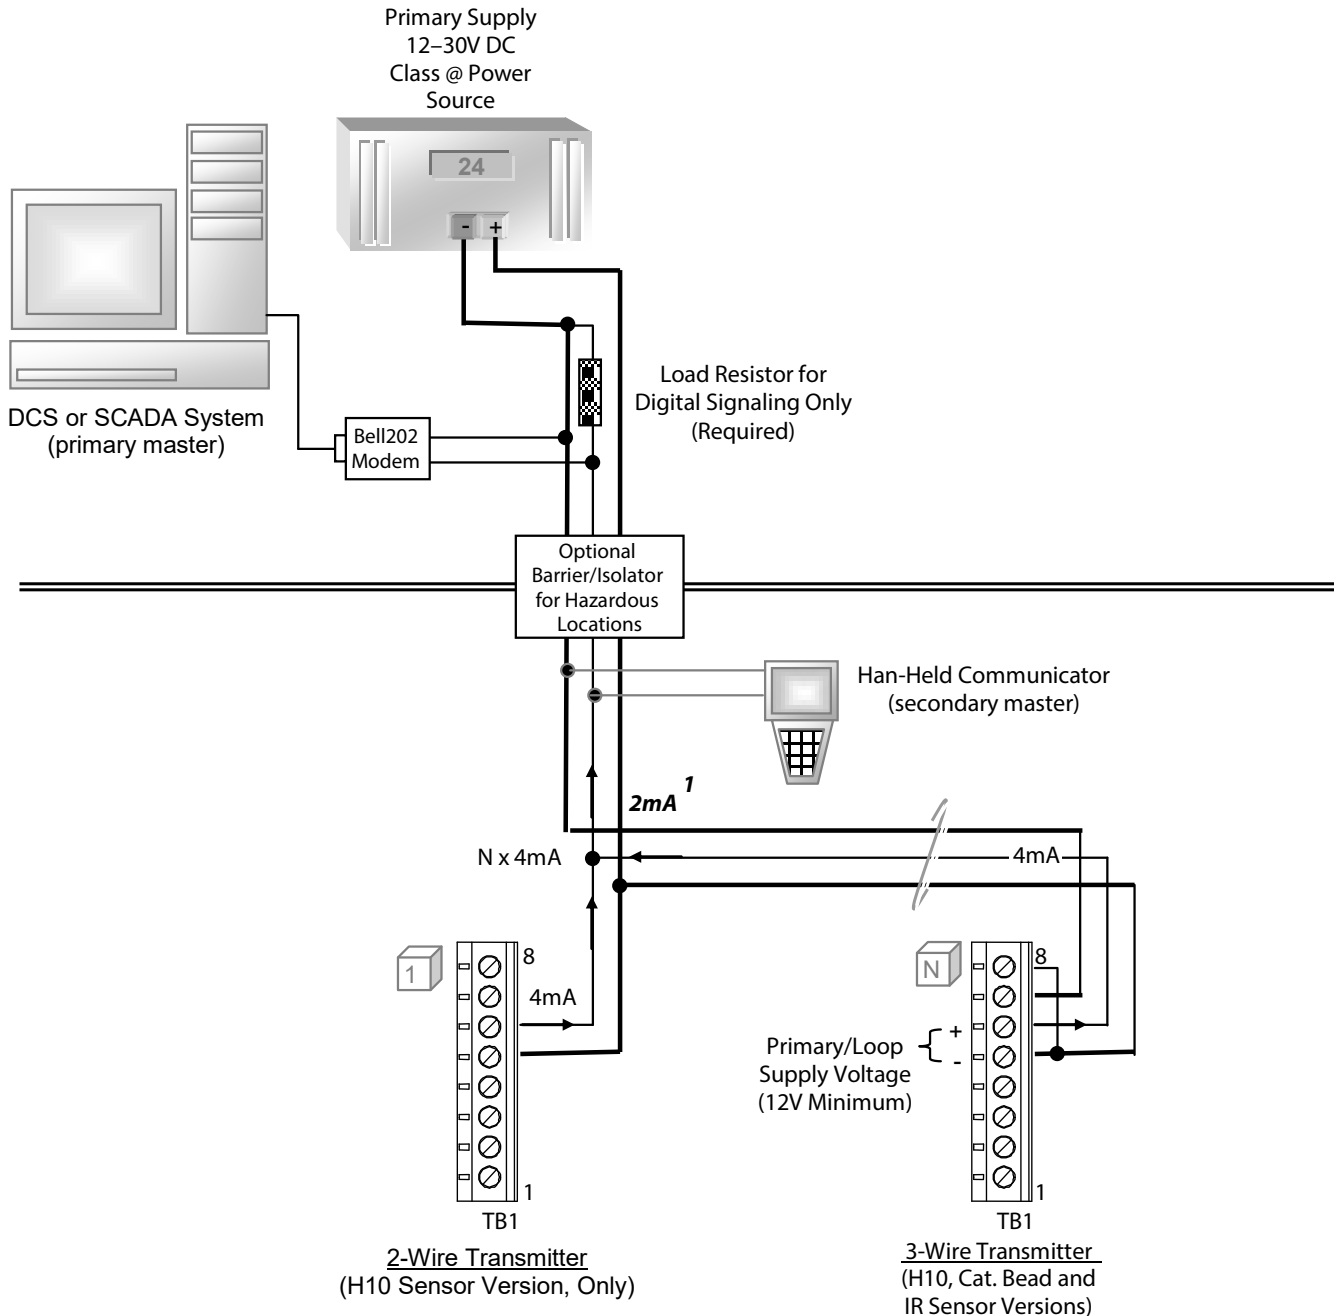 Primary Supply
12–30V DC
Class @ Power
Source
24
- +
DCS or SCADA System
(primary master)
Bell202
Modem
Load Resistor for
Digital Signaling Only
(Required)
Optional
Barrier/Isolator
for Hazardous
Locations
Han-Held Communicator
(secondary master)
2mA 1
N x 4mA
4mA
1
8
4mA
1
TB1
2-Wire Transmitter
(H10 Sensor Version, Only)
N
8
Primary/Loop
Supply Voltage
(12V Minimum)
+
-
1
TB1
3-Wire Transmitter
(H10, Cat. Bead and
IR Sensor Versions)